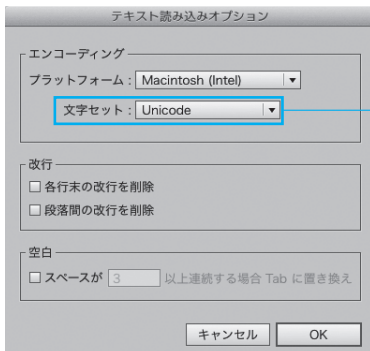 テキスト読み込みオプション
エンコーディング
プラットフォーム : Macintosh (Intel)
文字セット : Unicode
改行
各行末の改行を削除
段落間の改行を削除
空白
スペースが 3 以上連続する場合 Tab に置き換え
キャンセル OK